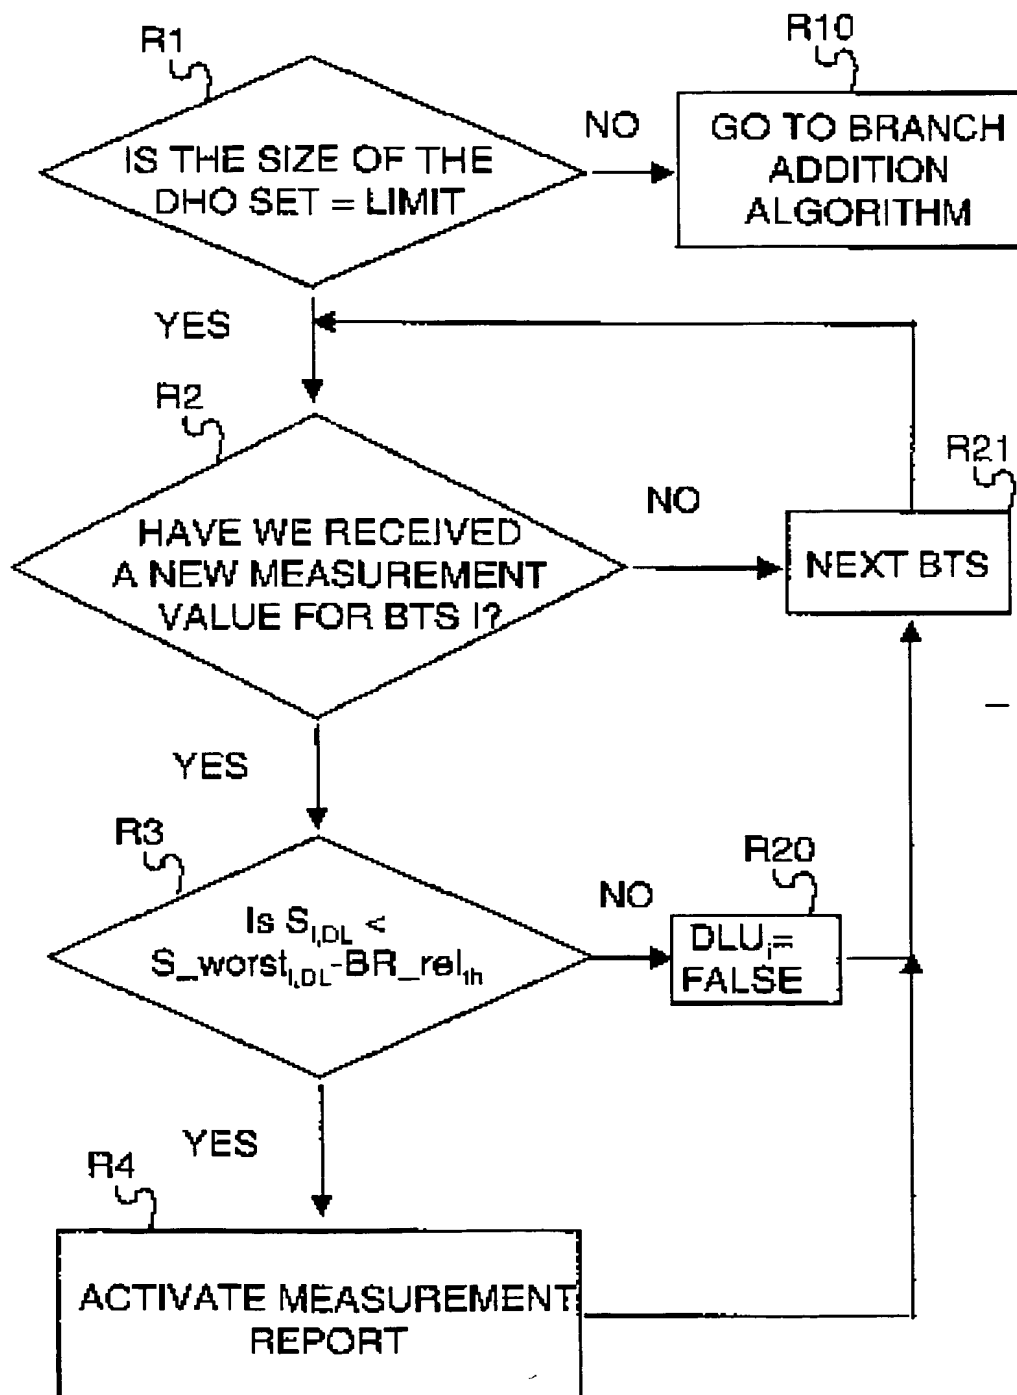 R1
IS THE SIZE OF THE
DHO SET = LIMIT
NO
R10
GO TO BRANCH
ADDITION
ALGORITHM
YES
R2
HAVE WE RECEIVED
A NEW MEASUREMENT
VALUE FOR BTS I?
NO
R21
NEXT BTS
YES
R3
Is S_I,DL <
S_worst_I,DL-BR_rel_th
NO
R20
DLU_i=
FALSE
YES
R4
ACTIVATE MEASUREMENT
REPORT